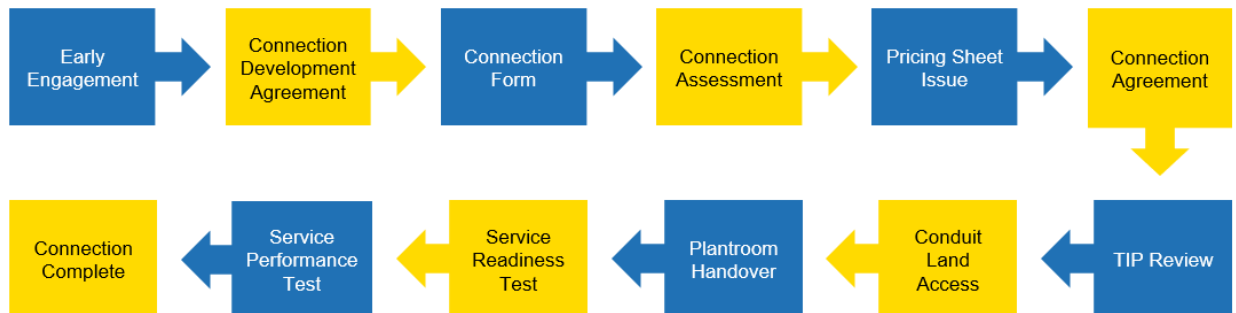 Early
Engagement
Connection
Development
Agreement
Connection
Form
Connection
Assessment
Pricing Sheet
Issue
Connection
Agreement
TIP Review
Conduit
Land
Access
Plantroom
Handover
Service
Readiness
Test
Service
Performance
Test
Connection
Complete